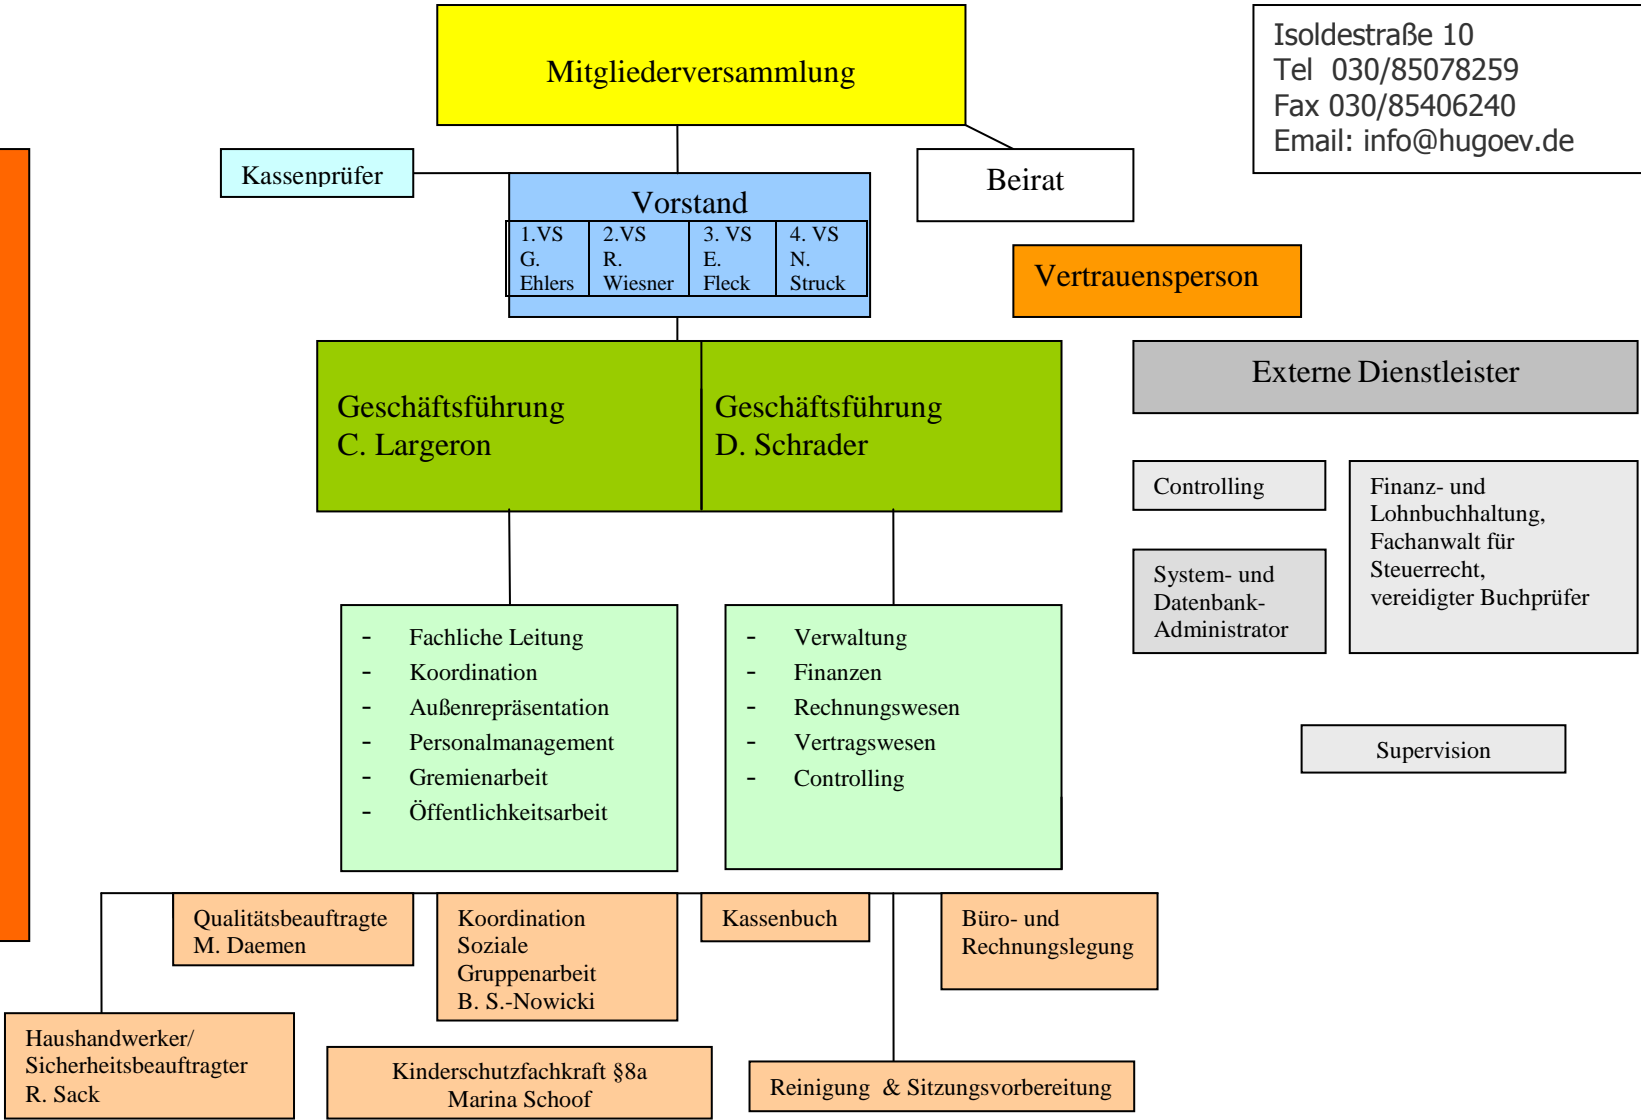 Mitgliederversammlung
Isoldestraße 10
Tel 030/85078259
Fax 030/85406240
Email: info@hugoev.de
Kassenprüfer
Beirat
Vorstand
1.VS
G.
Ehlers
2.VS
R.
Wiesner
3. VS
E.
Fleck
4. VS
N.
Struck
Vertrauensperson
Geschäftsführung
C. Largeron
Geschäftsführung
D. Schrader
Externe Dienstleister
Controlling
Finanz- und
Lohnbuchhaltung,
Fachanwalt für
Steuerrecht,
vereidigter Buchprüfer
System- und
Datenbank-
Administrator
Supervision
- Fachliche Leitung
- Koordination
- Außenrepräsentation
- Personalmanagement
- Gremienarbeit
- Öffentlichkeitsarbeit
- Verwaltung
- Finanzen
- Rechnungswesen
- Vertragswesen
- Controlling
Qualitätsbeauftragte
M. Daemen
Koordination
Soziale
Gruppenarbeit
B. S.-Nowicki
Kassenbuch
Büro- und
Rechnungslegung
Haushandwerker/
Sicherheitsbeauftragter
R. Sack
Kinderschutzfachkraft §8a
Marina Schoof
Reinigung & Sitzungsvorbereitung